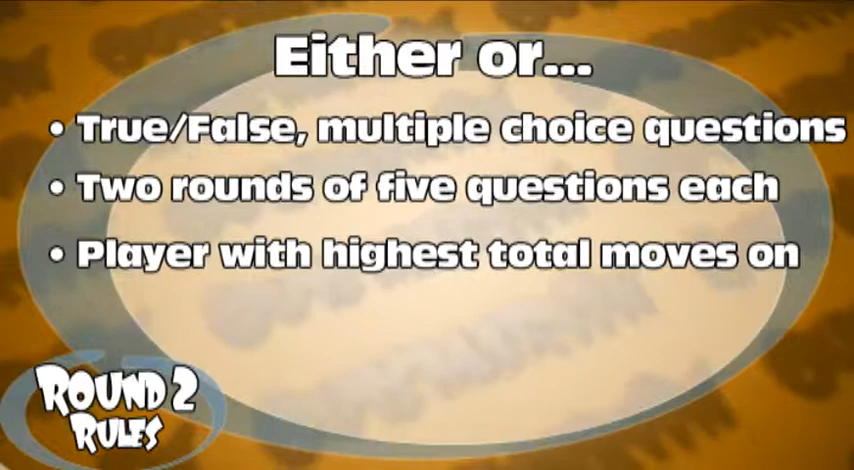 Either or...
• True/False, multiple choice questions
• Two rounds of five questions each
• Player with highest total moves on
ROUND 2
RULES